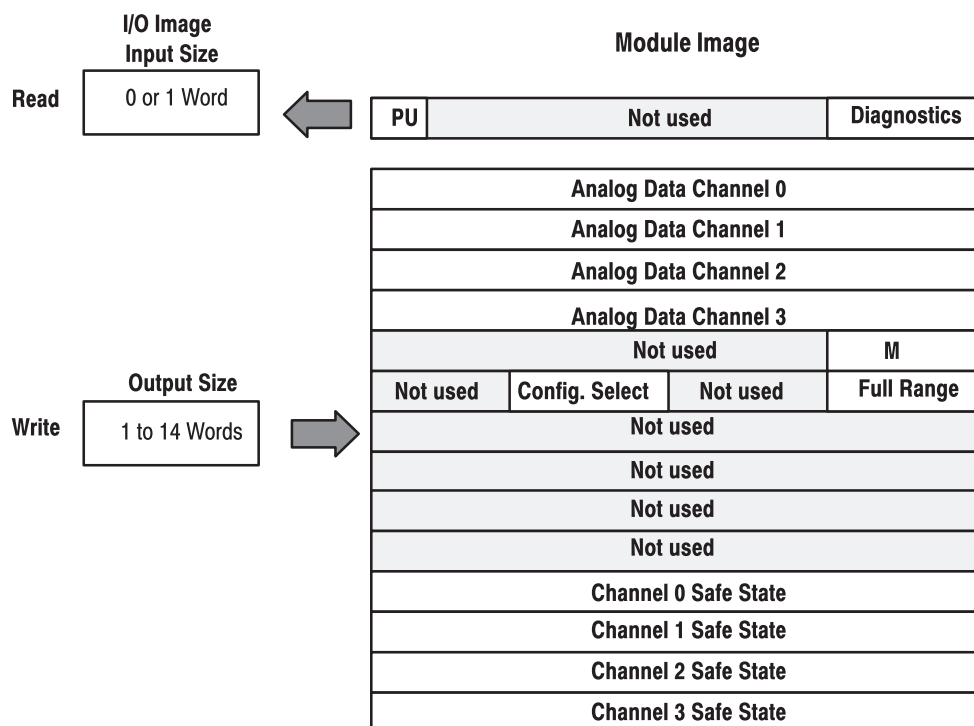 I/O Image
Input Size
Module Image
Read
0 or 1 Word
PU
Not used
Diagnostics
Analog Data Channel 0
Analog Data Channel 1
Analog Data Channel 2
Analog Data Channel 3
Not used
M
Output Size
Not used
Config. Select
Not used
Full Range
Write
1 to 14 Words
Not used
Not used
Not used
Not used
Channel 0 Safe State
Channel 1 Safe State
Channel 2 Safe State
Channel 3 Safe State